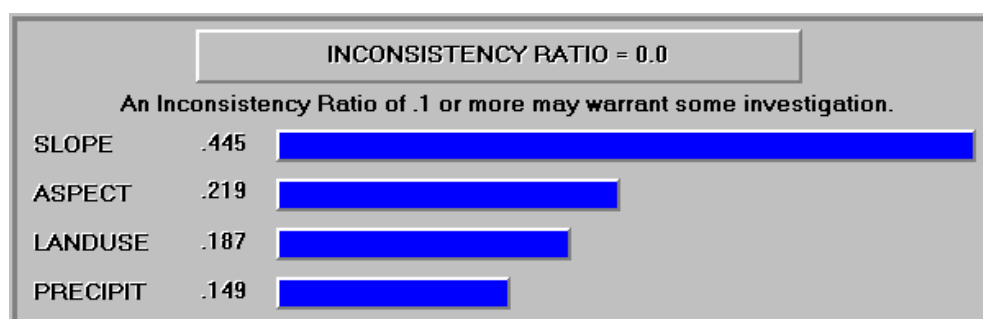 INCONSISTENCY RATIO = 0.0
An Inconsistency Ratio of .1 or more may warrant some investigation.
SLOPE .445
ASPECT .219
LANDUSE .187
PRECIPIT .149